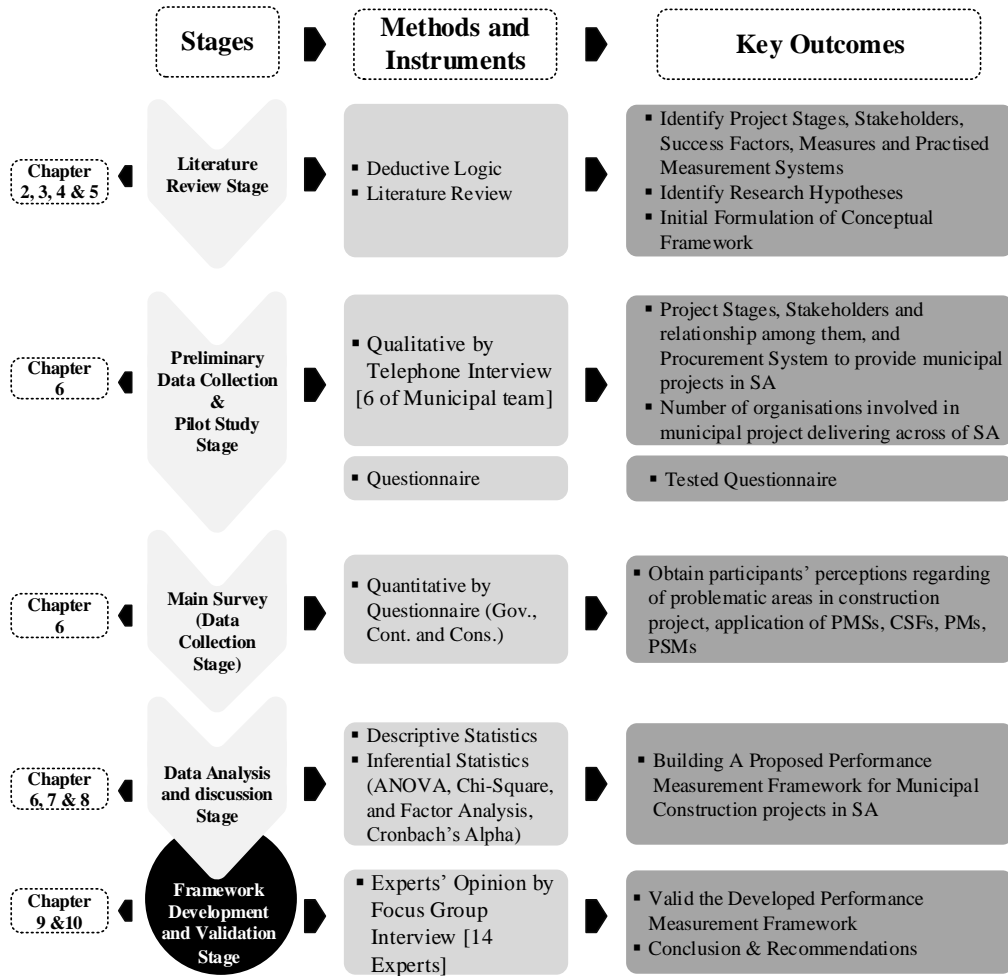 Stages
Methods and
Instruments
Key Outcomes
Chapter
2, 3, 4 & 5
Literature
Review Stage
▪ Deductive Logic
▪ Literature Review
▪ Identify Project Stages, Stakeholders,
Success Factors, Measures and Practised
Measurement Systems
▪ Identify Research Hypotheses
▪ Initial Formulation of Conceptual
Framework
Chapter
6
Preliminary
Data Collection
&
Pilot Study
Stage
▪ Qualitative by
Telephone Interview
[6 of Municipal team]
▪ Project Stages, Stakeholders and
relationship among them, and
Procurement System to provide municipal
projects in SA
▪ Number of organisations involved in
municipal project delivering across of SA
▪ Questionnaire
▪ Tested Questionnaire
Chapter
6
Main Survey
(Data
Collection
Stage)
▪ Quantitative by
Questionnaire (Gov.,
Cont. and Cons.)
▪ Obtain participants’ perceptions regarding
of problematic areas in construction
project, application of PMSs, CSFs, PMs,
PSMs
Chapter
6, 7 & 8
Data Analysis
and discussion
Stage
▪ Descriptive Statistics
▪ Inferential Statistics
(ANOVA, Chi-Square,
and Factor Analysis,
Cronbach’s Alpha)
▪ Building A Proposed Performance
Measurement Framework for Municipal
Construction projects in SA
Chapter
9 &10
Framework
Development
and Validation
Stage
▪ Experts’ Opinion by
Focus Group
Interview [14
Experts]
▪ Valid the Developed Performance
Measurement Framework
▪ Conclusion & Recommendations